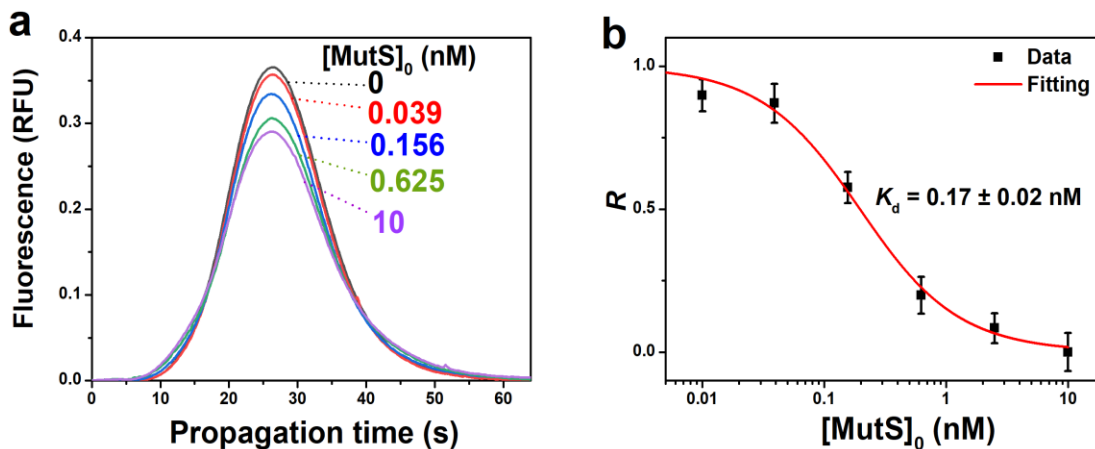 a
0.4
0.3
0.2
0.1
0.0
Fluorescence (RFU)
[MutS]₀ (nM)
0
0.039
0.156
0.625
10
0 10 20 30 40 50 60
Propagation time (s)
b
Data
Fitting
1.0
0.5
0.0
R
K_d = 0.17 ± 0.02 nM
0.01 0.1 1 10
[MutS]₀ (nM)